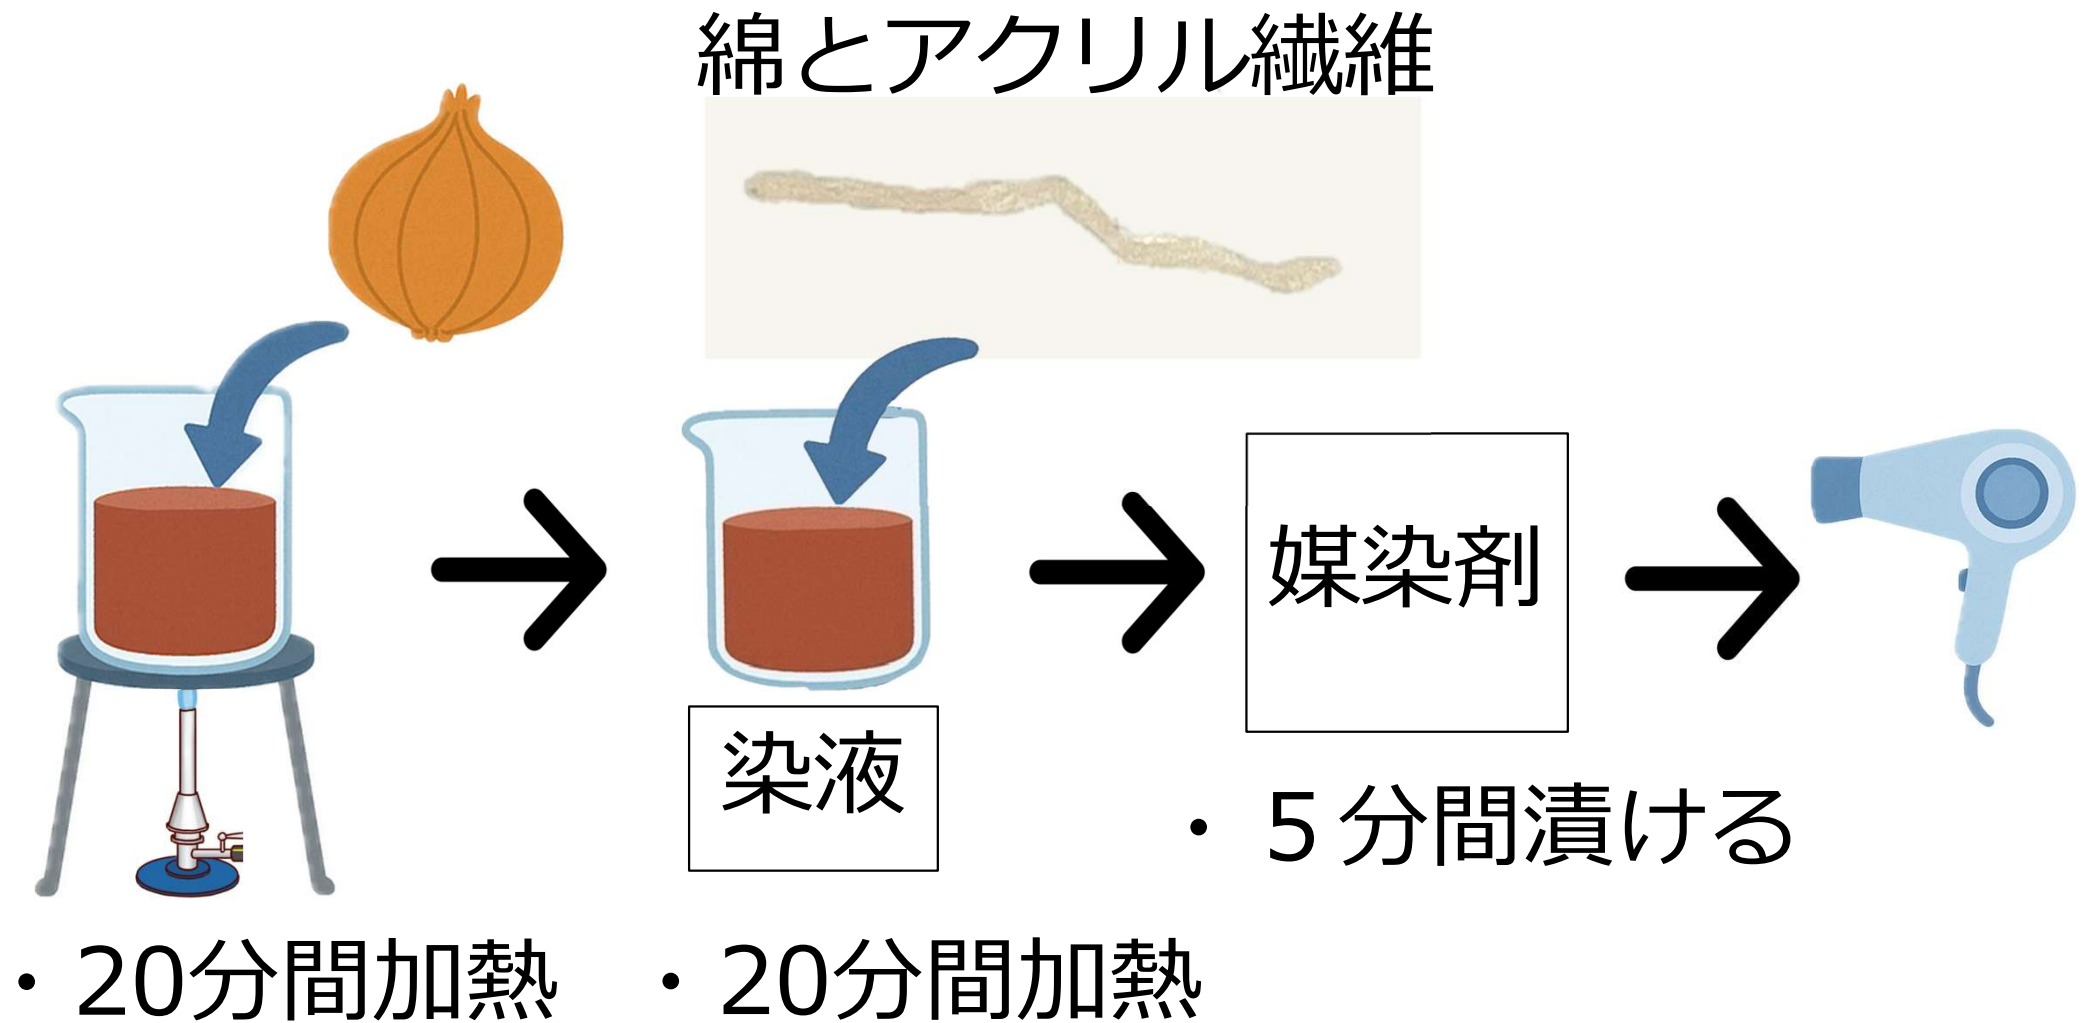 綿とアクリル繊維
媒染剤
染液
・５分間漬ける
・20分間加熱
・20分間加熱